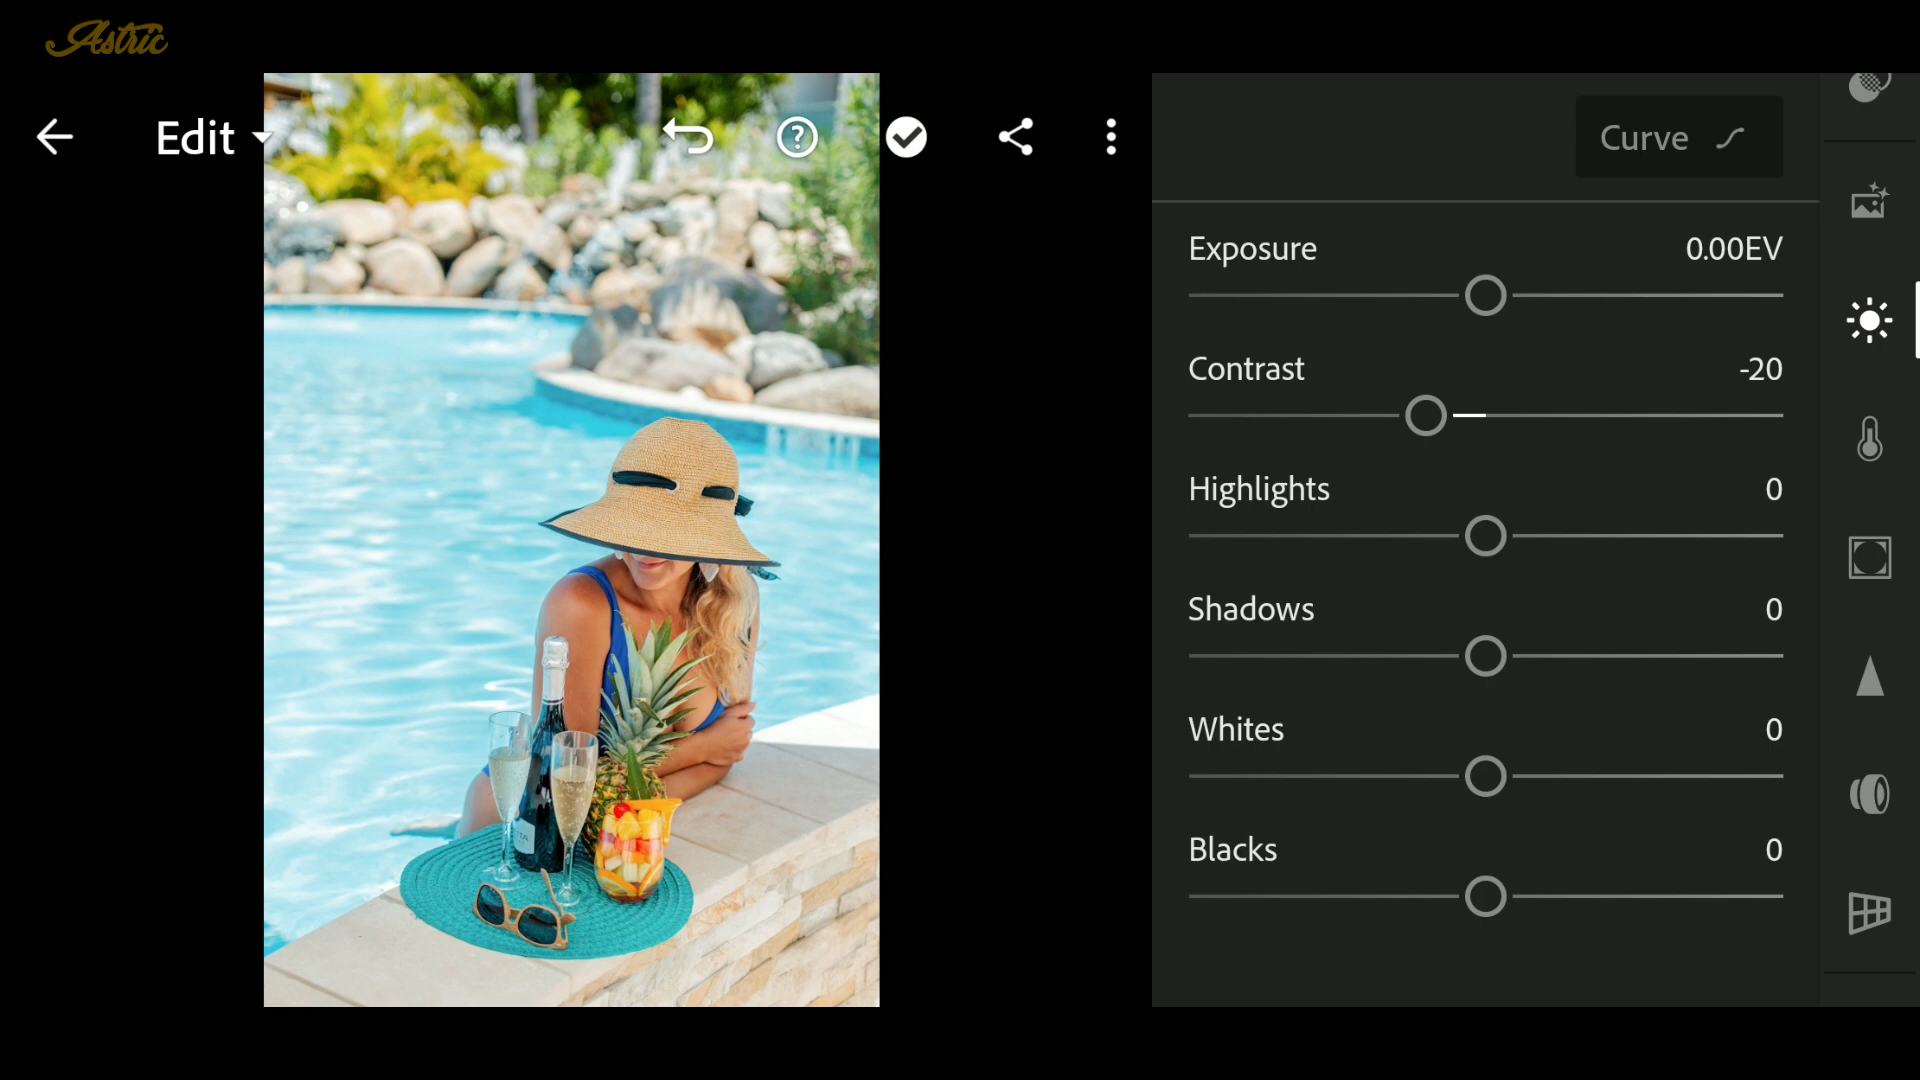 Astric
Edit
Curve
Exposure 0.00EV
Contrast -20
Highlights 0
Shadows 0
Whites 0
Blacks 0